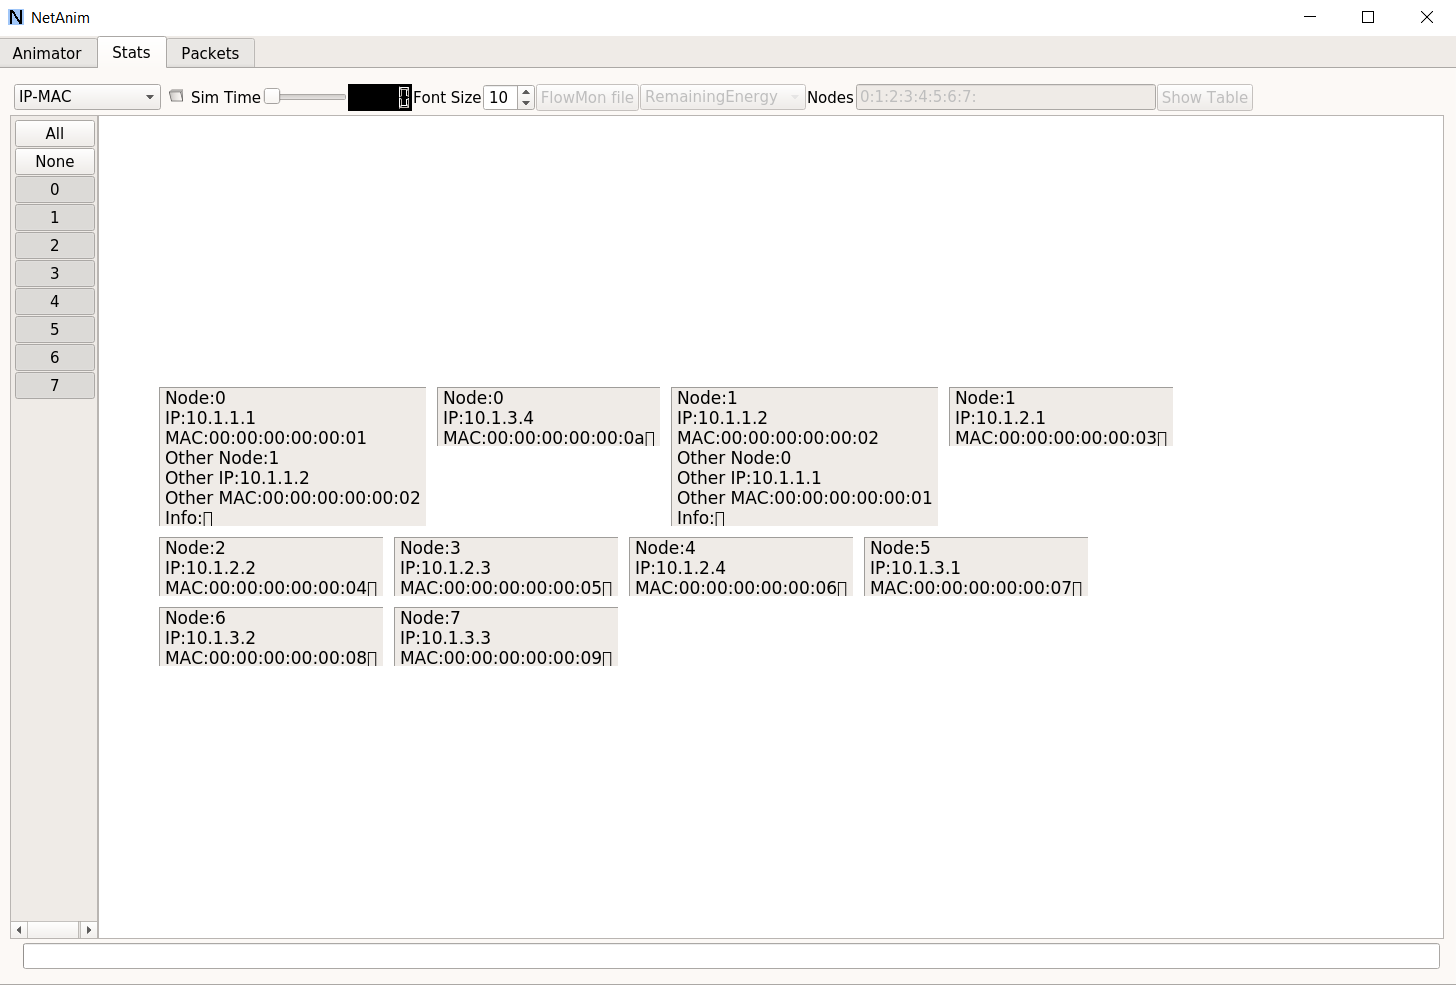 NetAnim
Animator Stats Packets
IP-MAC Sim Time Font Size 10 FlowMon file RemainingEnergy Nodes 0:1:2:3:4:5:6:7: Show Table
All
None
0
1
2
3
4
5
6
7
Node:0
IP:10.1.1.1
MAC:00:00:00:00:00:01
Other Node:1
Other IP:10.1.1.2
Other MAC:00:00:00:00:00:02
Info:
Node:0
IP:10.1.3.4
MAC:00:00:00:00:00:0a
Node:1
IP:10.1.1.2
MAC:00:00:00:00:00:02
Other Node:0
Other IP:10.1.1.1
Other MAC:00:00:00:00:00:01
Info:
Node:1
IP:10.1.2.1
MAC:00:00:00:00:00:03
Node:2
IP:10.1.2.2
MAC:00:00:00:00:00:04
Node:3
IP:10.1.2.3
MAC:00:00:00:00:00:05
Node:4
IP:10.1.2.4
MAC:00:00:00:00:00:06
Node:5
IP:10.1.3.1
MAC:00:00:00:00:00:07
Node:6
IP:10.1.3.2
MAC:00:00:00:00:00:08
Node:7
IP:10.1.3.3
MAC:00:00:00:00:00:09